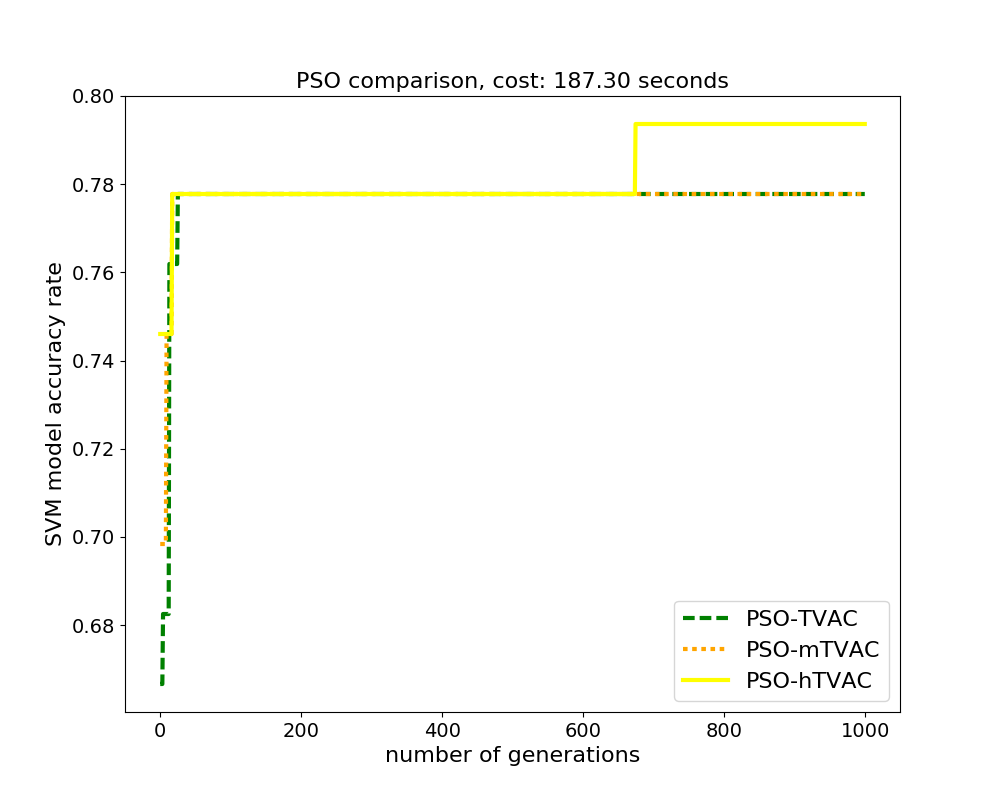 PSO comparison, cost: 187.30 seconds
0.80
0.78
0.76
0.74
0.72
0.70
0.68
SVM model accuracy rate
0 200 400 600 800 1000
number of generations
PSO-TVAC
PSO-mTVAC
PSO-hTVAC